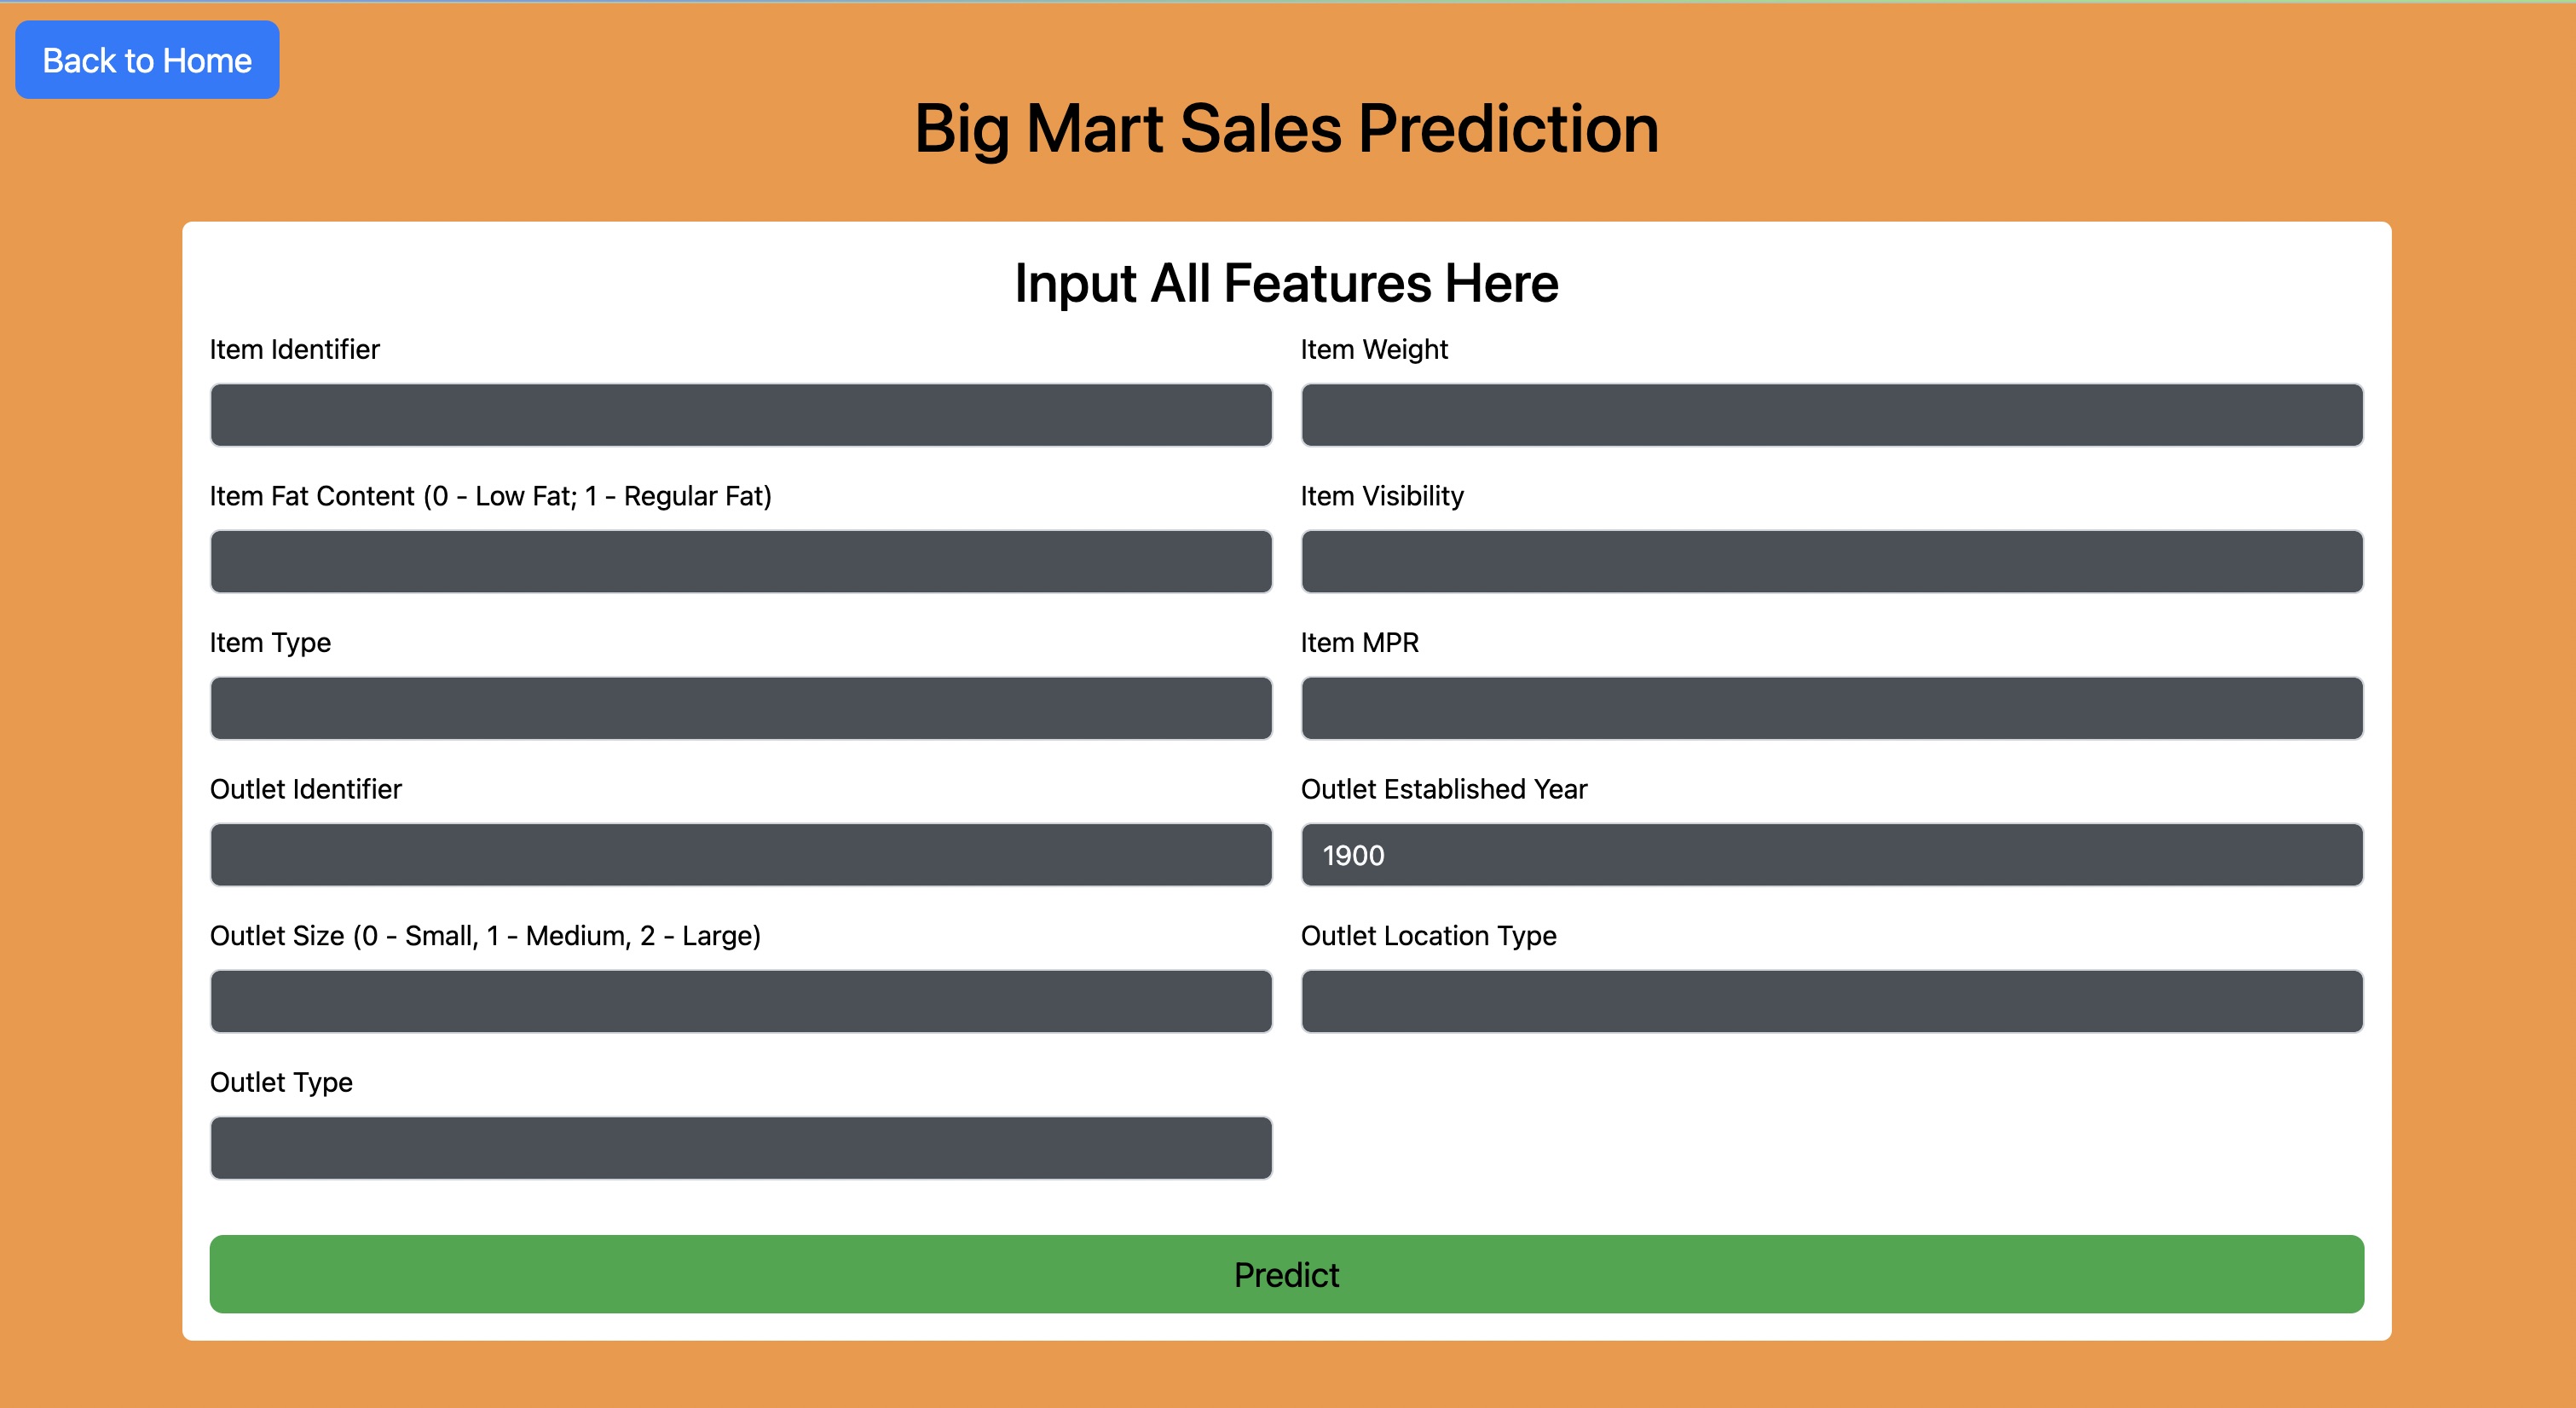 Back to Home
Big Mart Sales Prediction
Input All Features Here
Item Identifier
Item Weight
Item Fat Content (0 - Low Fat; 1 - Regular Fat)
Item Visibility
Item Type
Item MPR
Outlet Identifier
Outlet Established Year
1900
Outlet Size (0 - Small, 1 - Medium, 2 - Large)
Outlet Location Type
Outlet Type
Predict